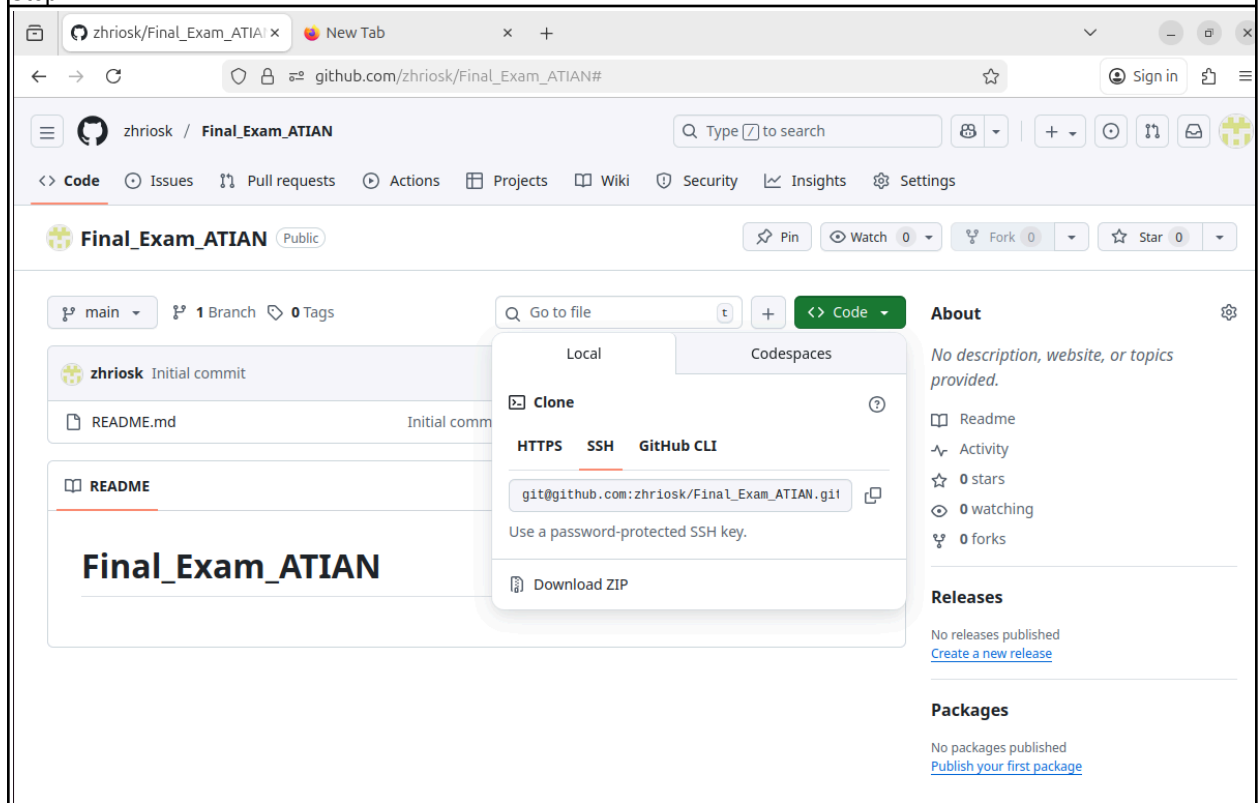 zhriosk/Final_Exam_ATIA
New Tab
github.com/zhriosk/Final_Exam_ATIAN#
Sign in
zhriosk / Final_Exam_ATIAN
Type / to search
Code Issues Pull requests Actions Projects Wiki Security Insights Settings
Final_Exam_ATIAN Public
Pin Watch 0 Fork 0 Star 0
main 1 Branch 0 Tags
Go to file t
Code
zhriosk Initial commit
README.md Initial comm
README
Final_Exam_ATIAN
Local Codespaces
Clone
HTTPS SSH GitHub CLI
git@github.com:zhriosk/Final_Exam_ATIAN.git
Use a password-protected SSH key.
Download ZIP
About
No description, website, or topics
provided.
Readme
Activity
0 stars
0 watching
0 forks
Releases
No releases published
Create a new release
Packages
No packages published
Publish your first package